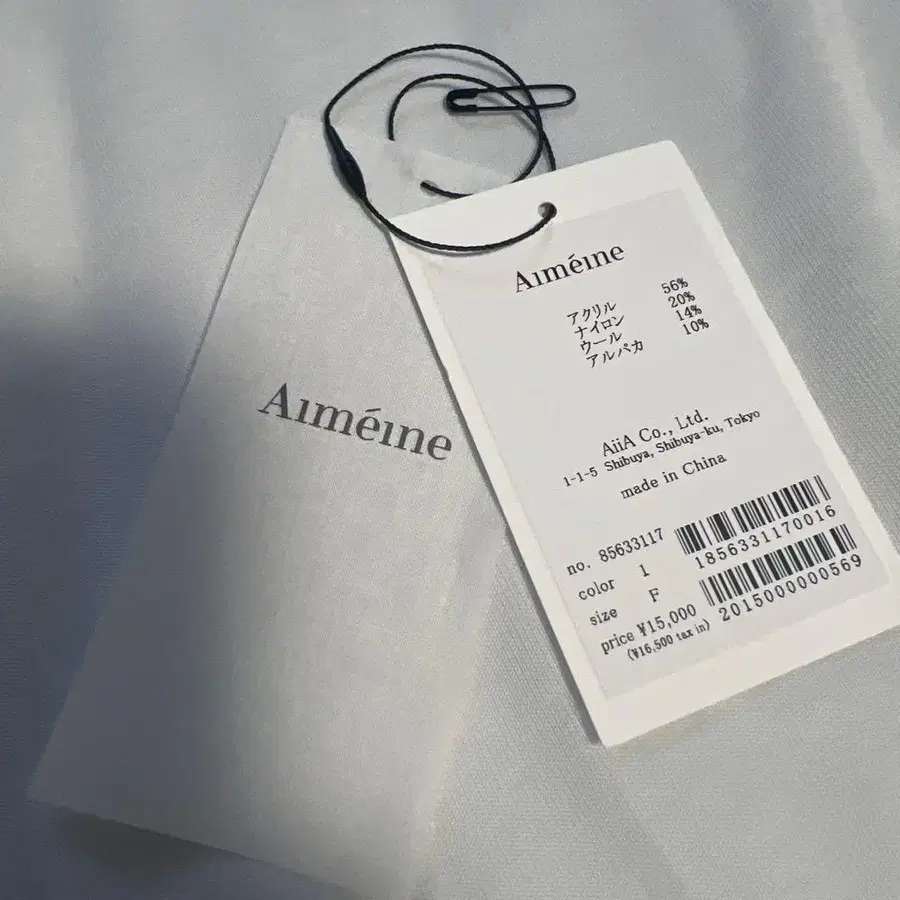 Aıméıne
Aıméıne
アクリル 56%
ナイロン 20%
ウール 14%
アルパカ 10%
AiiA Co., Ltd.
1-1-5 Shibuya, Shibuya-ku, Tokyo
made in China
no. 85633117
1856331170016
color 1
size F
price ¥15,000
(¥16,500 tax in)
2015000000569